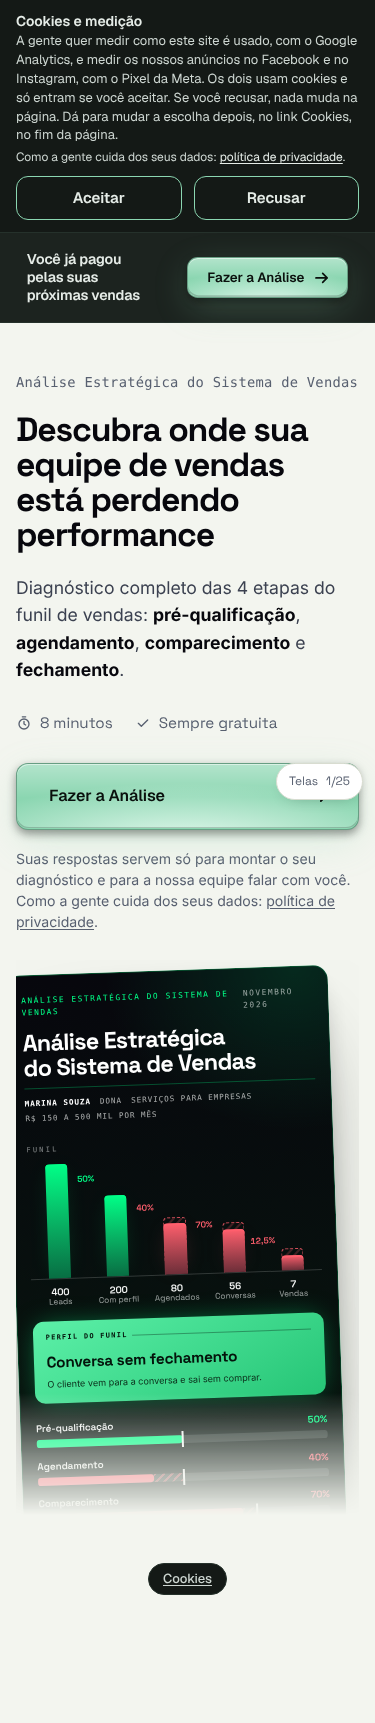 Cookies e medição
A gente quer medir como este site é usado, com o Google
Analytics, e medir os nossos anúncios no Facebook e no
Instagram, com o Pixel da Meta. Os dois usam cookies e
só entram se você aceitar. Se você recusar, nada muda na
página. Dá para mudar a escolha depois, no link Cookies,
no fim da página.
Como a gente cuida dos seus dados: política de privacidade.
Aceitar
Recusar
Você já pagou
pelas suas
próximas vendas
Fazer a Análise
Análise Estratégica do Sistema de Vendas
Descubra onde sua
equipe de vendas
está perdendo
performance
Diagnóstico completo das 4 etapas do
funil de vendas: pré-qualificação,
agendamento, comparecimento e
fechamento.
8 minutos
Sempre gratuita
Fazer a Análise
Telas 1/25
Suas respostas servem só para montar o seu
diagnóstico e para a nossa equipe falar com você.
Como a gente cuida dos seus dados: política de
privacidade.
ANÁLISE ESTRATÉGICA DO SISTEMA DE
VENDAS
NOVEMBRO
2026
Análise Estratégica
do Sistema de Vendas
MARINA SOUZA DONA SERVIÇOS PARA EMPRESAS
R$ 150 A 500 MIL POR MÊS
FUNIL
50%
40%
70%
12,5%
400
Leads
200
Com perfil
80
Agendados
56
Conversas
7
Vendas
PERFIL DO FUNIL
Conversa sem fechamento
O cliente vem para a conversa e sai sem comprar.
Pré-qualificação
50%
Agendamento
40%
Comparecimento
70%
Cookies